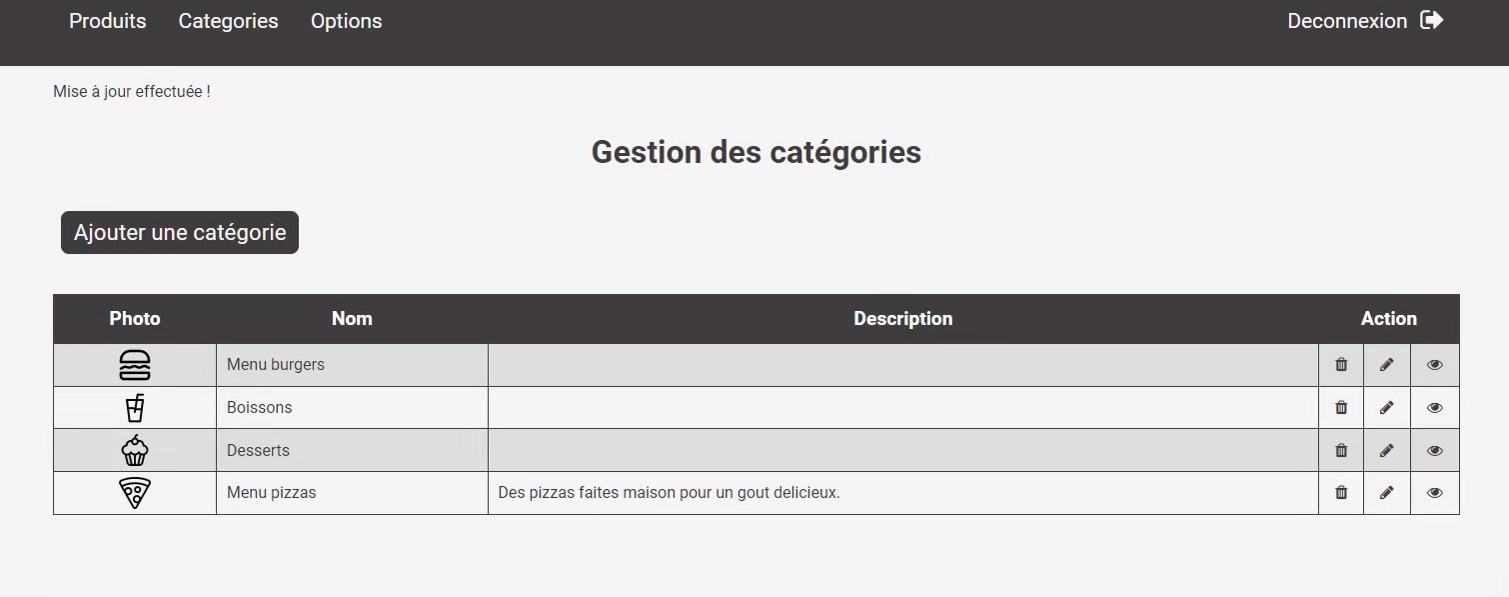 Produits Categories Options Deconnexion
Mise à jour effectuée !
Gestion des catégories
Ajouter une catégorie
Photo Nom Description Action
Menu burgers
Boissons
Desserts
Menu pizzas Des pizzas faites maison pour un gout delicieux.